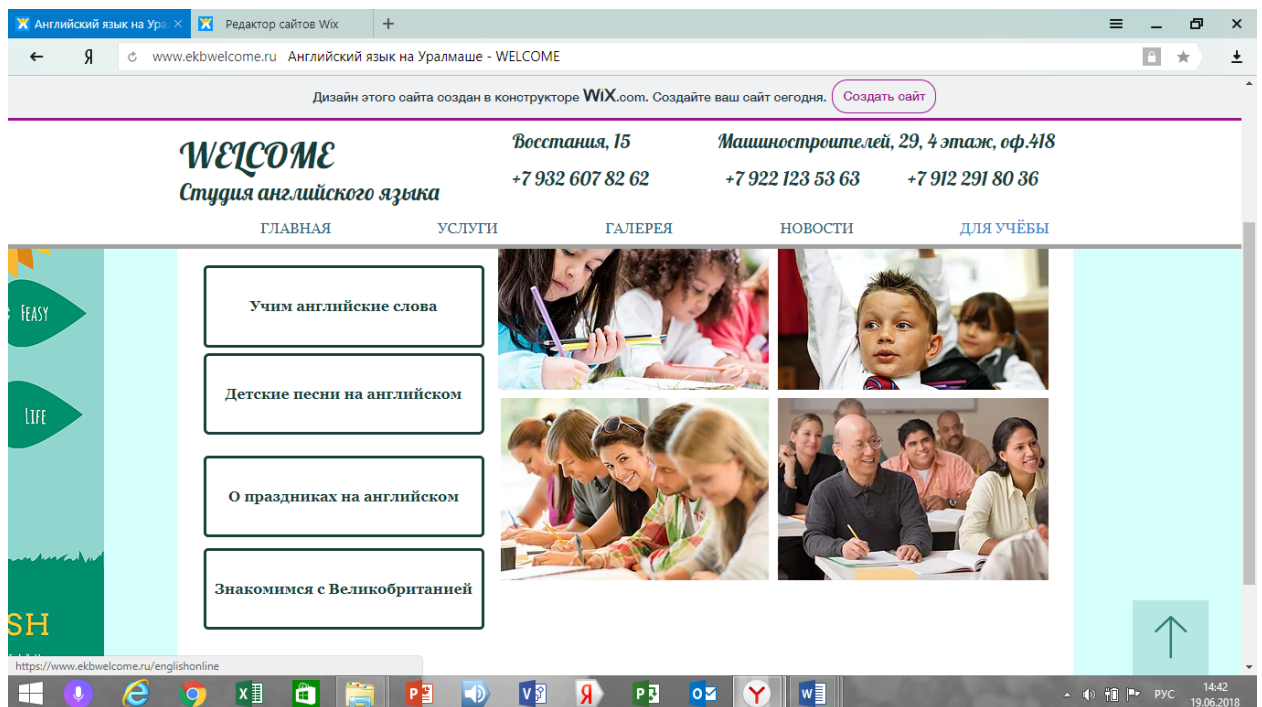 Английский язык на Ура
Редактор сайтов Wix
www.ekbwelcome.ru Английский язык на Уралмаше - WELCOME
Дизайн этого сайта создан в конструкторе WiX.com. Создайте ваш сайт сегодня. Создать сайт
WELCOME
Студия английского языка
Восстания, 15
+7 932 607 82 62
Машиностроителей, 29, 4 этаж, оф.418
+7 922 123 53 63 +7 912 291 80 36
ГЛАВНАЯ УСЛУГИ ГАЛЕРЕЯ НОВОСТИ ДЛЯ УЧЁБЫ
FEASY
LIFE
SH
Учим английские слова
Детские песни на английском
О праздниках на английском
Знакомимся с Великобританией
https://www.ekbwelcome.ru/englishonline
РУС
14:42
19.06.2018